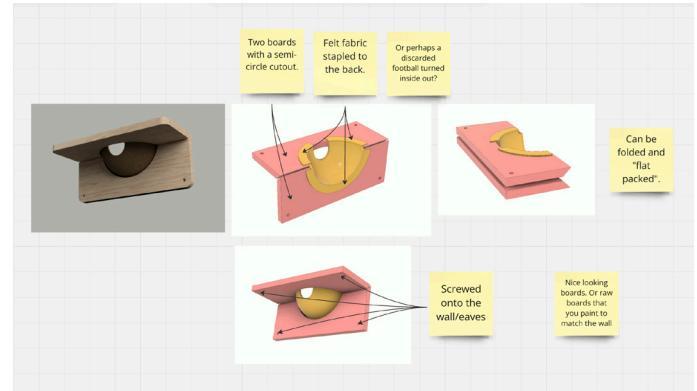 Two boards
with a semi-
circle cutout.
Felt fabric
stapled to
the back.
Or perhaps a
discarded
football turned
inside out?
Can be
folded and
"flat
packed".
Screwed
onto the
wall/eaves
Nice looking
boards. Or raw
boards that
you paint to
match the wall